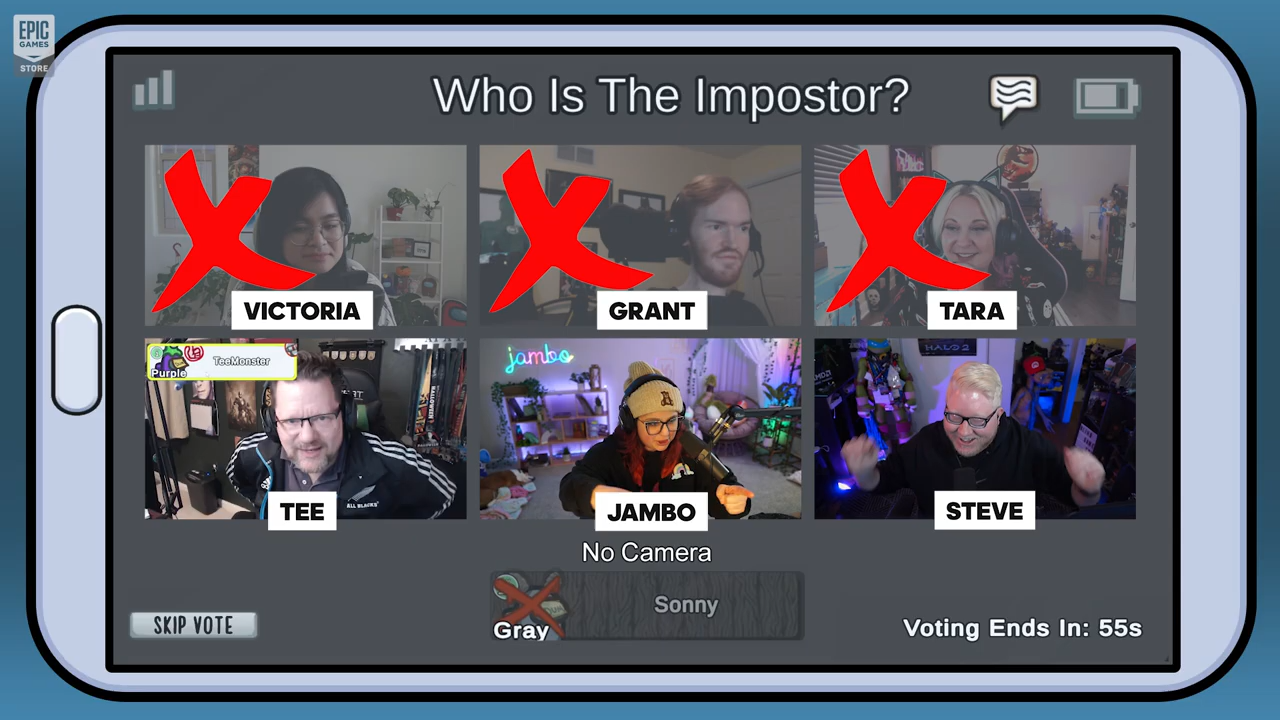 EPIC
GAMES
STORE
Who Is The Impostor?
VICTORIA
GRANT
TARA
TeeMonster
Purple
jambo
HALO 2
TEE
JAMBO
STEVE
ALL BLACKS
No Camera
Sonny
Gray
SKIP VOTE
Voting Ends In: 55s